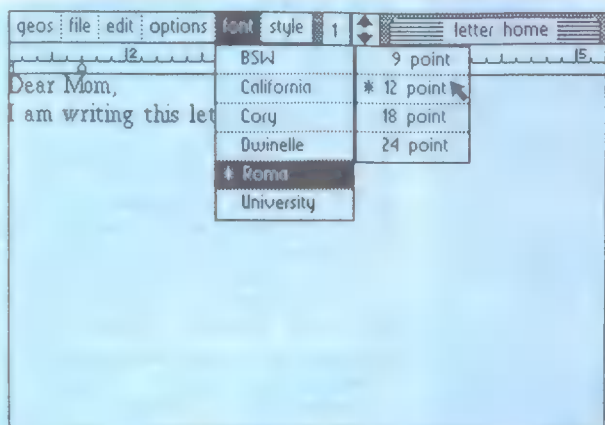 geos file edit options font style 1 letter home
12 15
Dear Mom,
I am writing this let
BSW
California
Cory
Dwinelle
* Roma
University
9 point
* 12 point
18 point
24 point